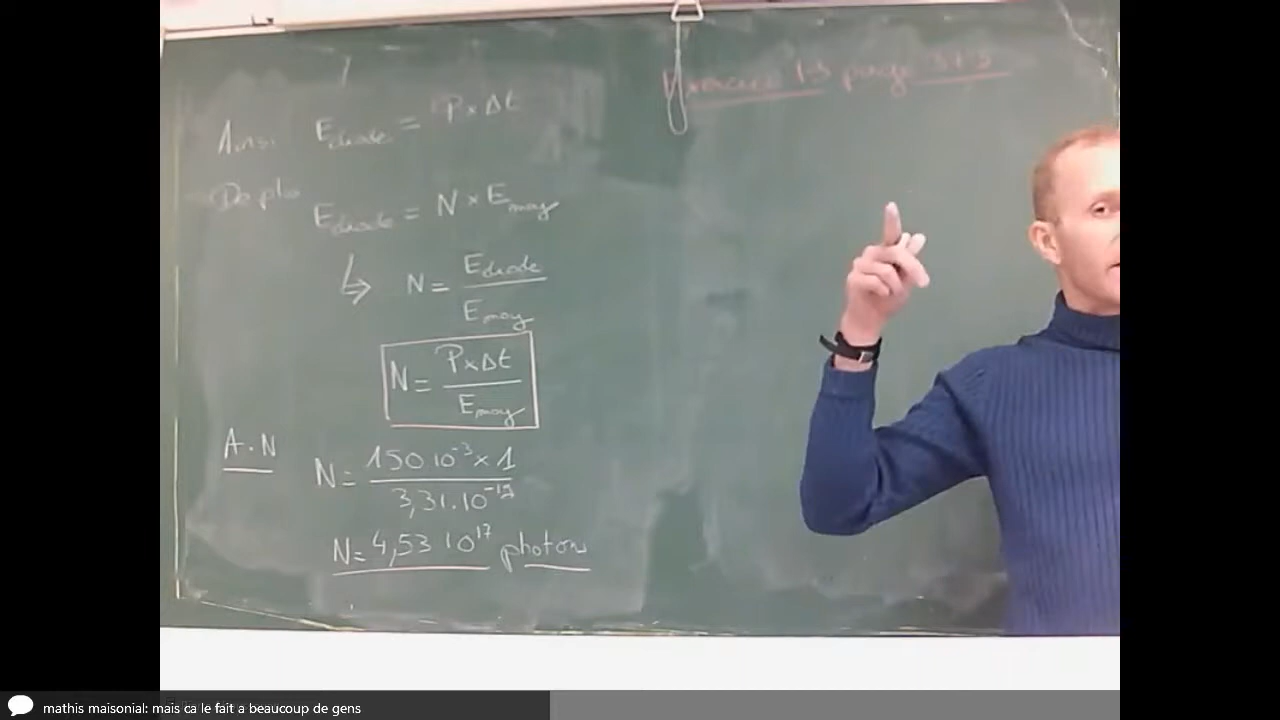 Ainsi Ediode = P × Δt
De plus Ediode = N × Emoy
↳ N = Ediode / Emoy
N = P × Δt / Emoy
A.N N = 150 10⁻³ × 1 / 3,31.10⁻¹⁹
N = 4,53 10¹⁷ photons
Exercice 13 page
mathis maisonial: mais ca le fait a beaucoup de gens